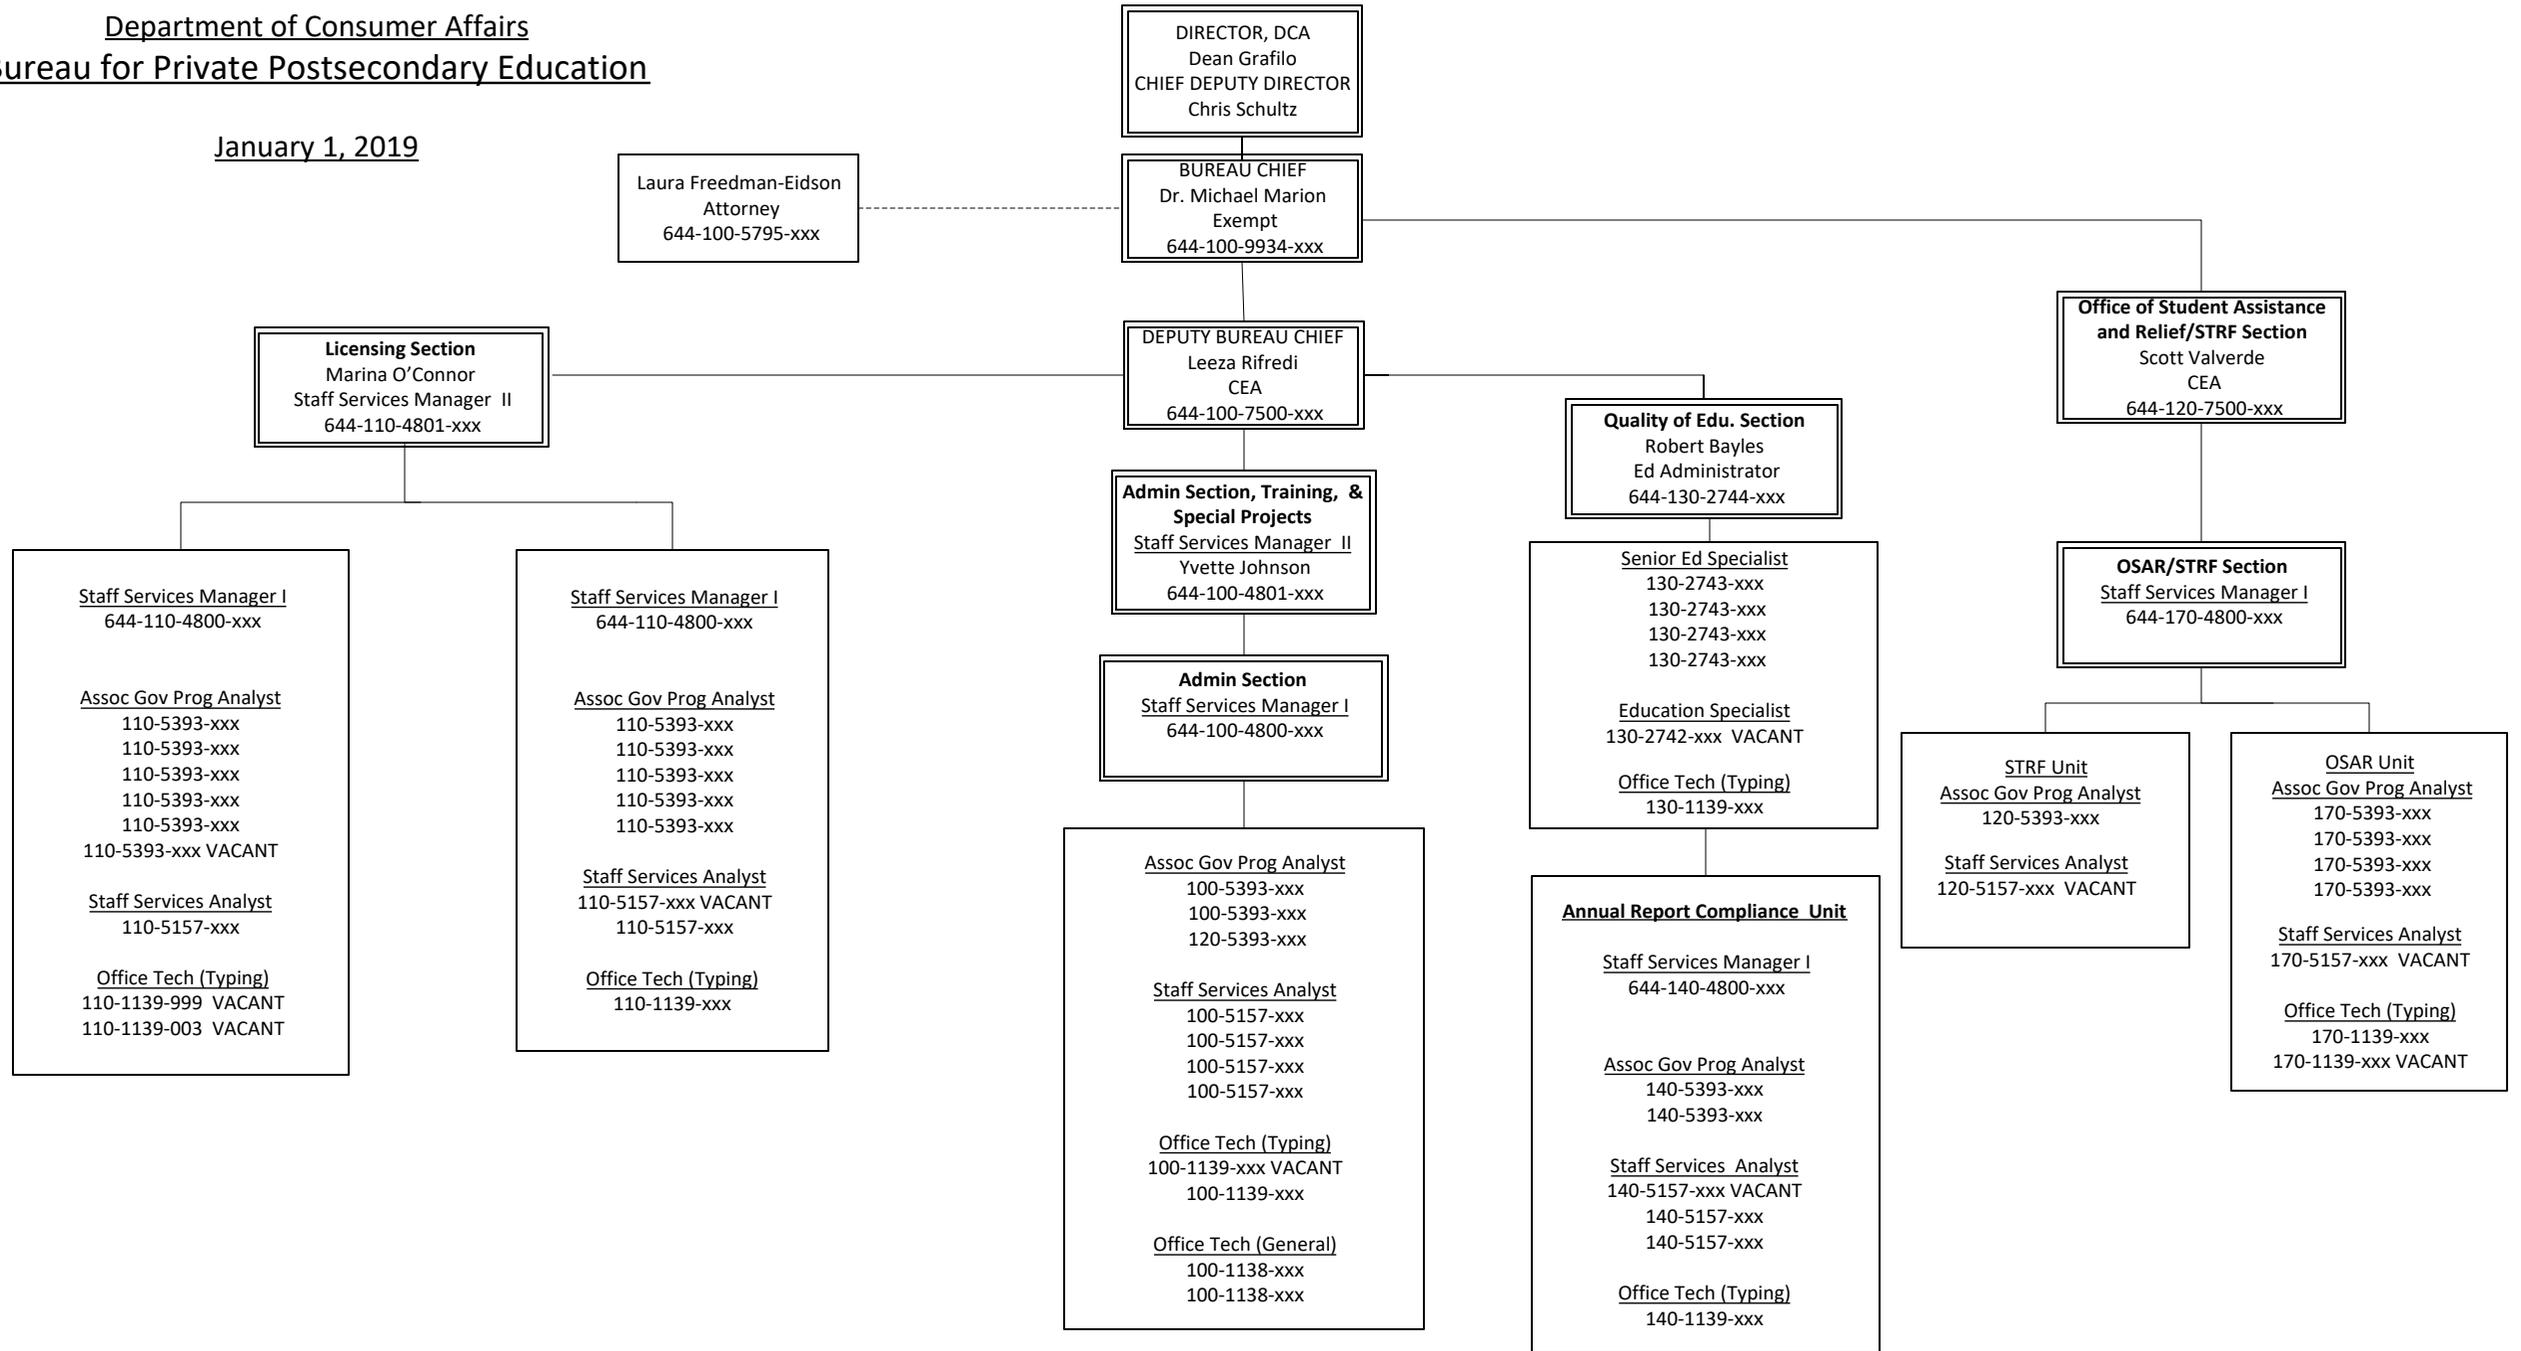 Department of Consumer Affairs
Bureau for Private Postsecondary Education
January 1, 2019
DIRECTOR, DCA
Dean Grafilo
CHIEF DEPUTY DIRECTOR
Chris Schultz
Laura Freedman-Eidson
Attorney
644-100-5795-xxx
BUREAU CHIEF
Dr. Michael Marion
Exempt
644-100-9934-xxx
Licensing Section
Marina O’Connor
Staff Services Manager II
644-110-4801-xxx
DEPUTY BUREAU CHIEF
Leeza Rifredi
CEA
644-100-7500-xxx
Quality of Edu. Section
Robert Bayles
Ed Administrator
644-130-2744-xxx
Office of Student Assistance
and Relief/STRF Section
Scott Valverde
CEA
644-120-7500-xxx
Staff Services Manager I
644-110-4800-xxx
Assoc Gov Prog Analyst
110-5393-xxx
110-5393-xxx
110-5393-xxx
110-5393-xxx
110-5393-xxx
110-5393-xxx VACANT
Staff Services Analyst
110-5157-xxx
Office Tech (Typing)
110-1139-999 VACANT
110-1139-003 VACANT
Staff Services Manager I
644-110-4800-xxx
Assoc Gov Prog Analyst
110-5393-xxx
110-5393-xxx
110-5393-xxx
110-5393-xxx
110-5393-xxx
Staff Services Analyst
110-5157-xxx VACANT
110-5157-xxx
Office Tech (Typing)
110-1139-xxx
Admin Section, Training, &
Special Projects
Staff Services Manager II
Yvette Johnson
644-100-4801-xxx
Admin Section
Staff Services Manager I
644-100-4800-xxx
Assoc Gov Prog Analyst
100-5393-xxx
100-5393-xxx
120-5393-xxx
Staff Services Analyst
100-5157-xxx
100-5157-xxx
100-5157-xxx
100-5157-xxx
Office Tech (Typing)
100-1139-xxx VACANT
100-1139-xxx
Office Tech (General)
100-1138-xxx
100-1138-xxx
Senior Ed Specialist
130-2743-xxx
130-2743-xxx
130-2743-xxx
130-2743-xxx
Education Specialist
130-2742-xxx VACANT
Office Tech (Typing)
130-1139-xxx
Annual Report Compliance Unit
Staff Services Manager I
644-140-4800-xxx
Assoc Gov Prog Analyst
140-5393-xxx
140-5393-xxx
Staff Services Analyst
140-5157-xxx VACANT
140-5157-xxx
140-5157-xxx
Office Tech (Typing)
140-1139-xxx
OSAR/STRF Section
Staff Services Manager I
644-170-4800-xxx
STRF Unit
Assoc Gov Prog Analyst
120-5393-xxx
Staff Services Analyst
120-5157-xxx VACANT
OSAR Unit
Assoc Gov Prog Analyst
170-5393-xxx
170-5393-xxx
170-5393-xxx
170-5393-xxx
Staff Services Analyst
170-5157-xxx VACANT
Office Tech (Typing)
170-1139-xxx
170-1139-xxx VACANT